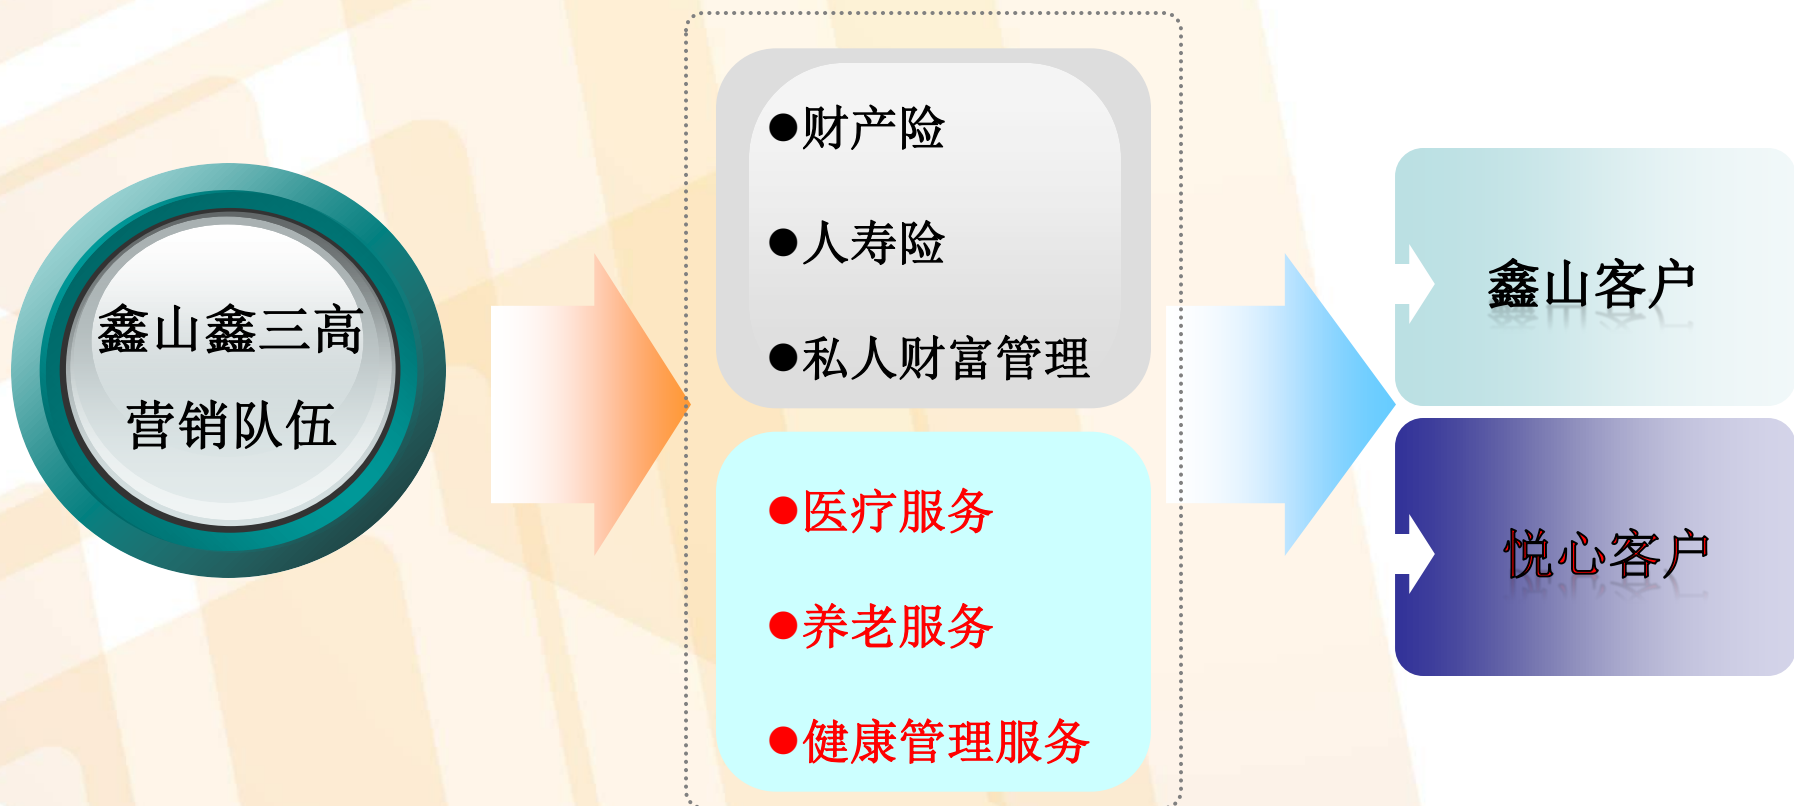 鑫山鑫三高
营销队伍
●财产险
●人寿险
●私人财富管理
●医疗服务
●养老服务
●健康管理服务
鑫山客户
悦心客户